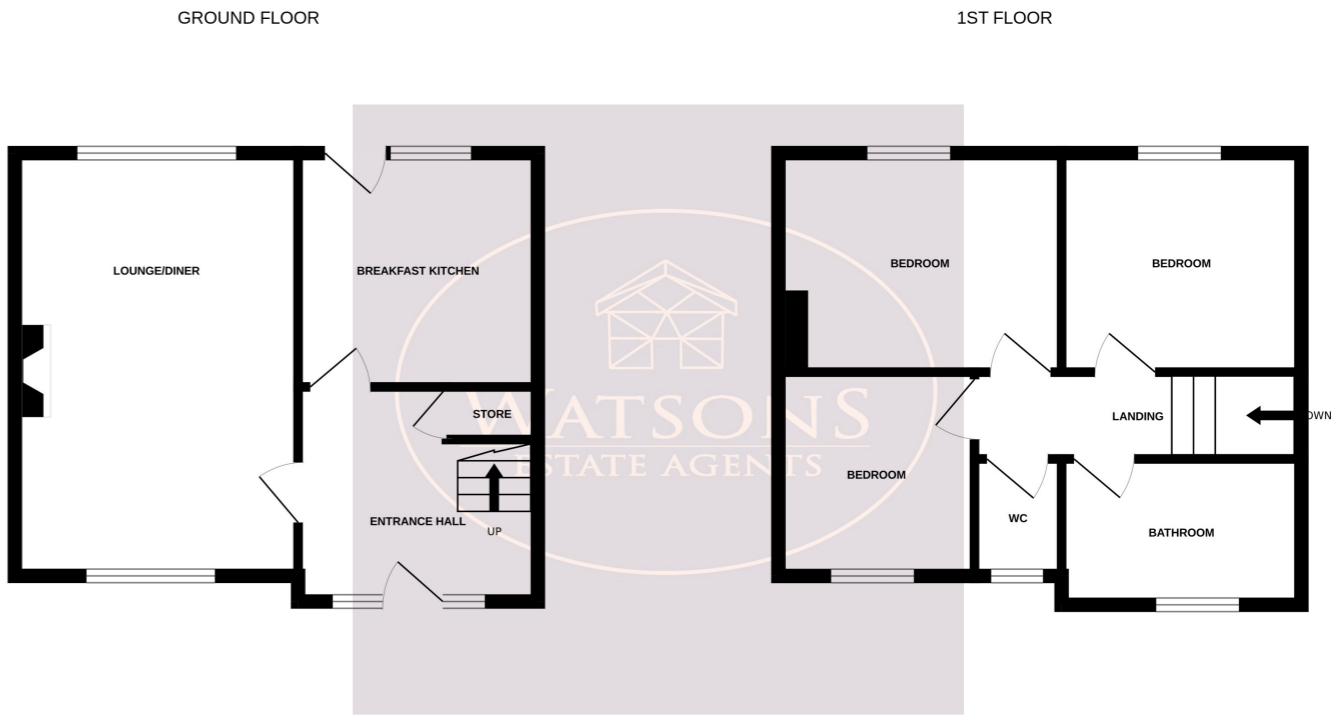 GROUND FLOOR
1ST FLOOR
LOUNGE/DINER
BREAKFAST KITCHEN
STORE
ENTRANCE HALL
UP
WATSONS
ESTATE AGENTS
BEDROOM
BEDROOM
LANDING
BEDROOM
WC
BATHROOM